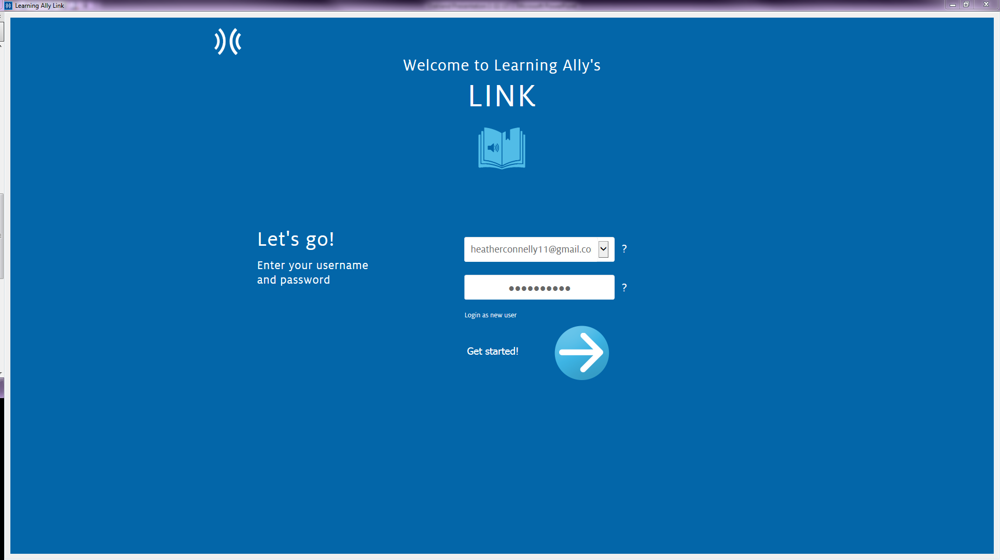 Learning Ally Link
Welcome to Learning Ally's
LINK
Let's go!
Enter your username
and password
heatherconnelly11@gmail.co
?
●●●●●●●●●●
?
Login as new user
Get started!